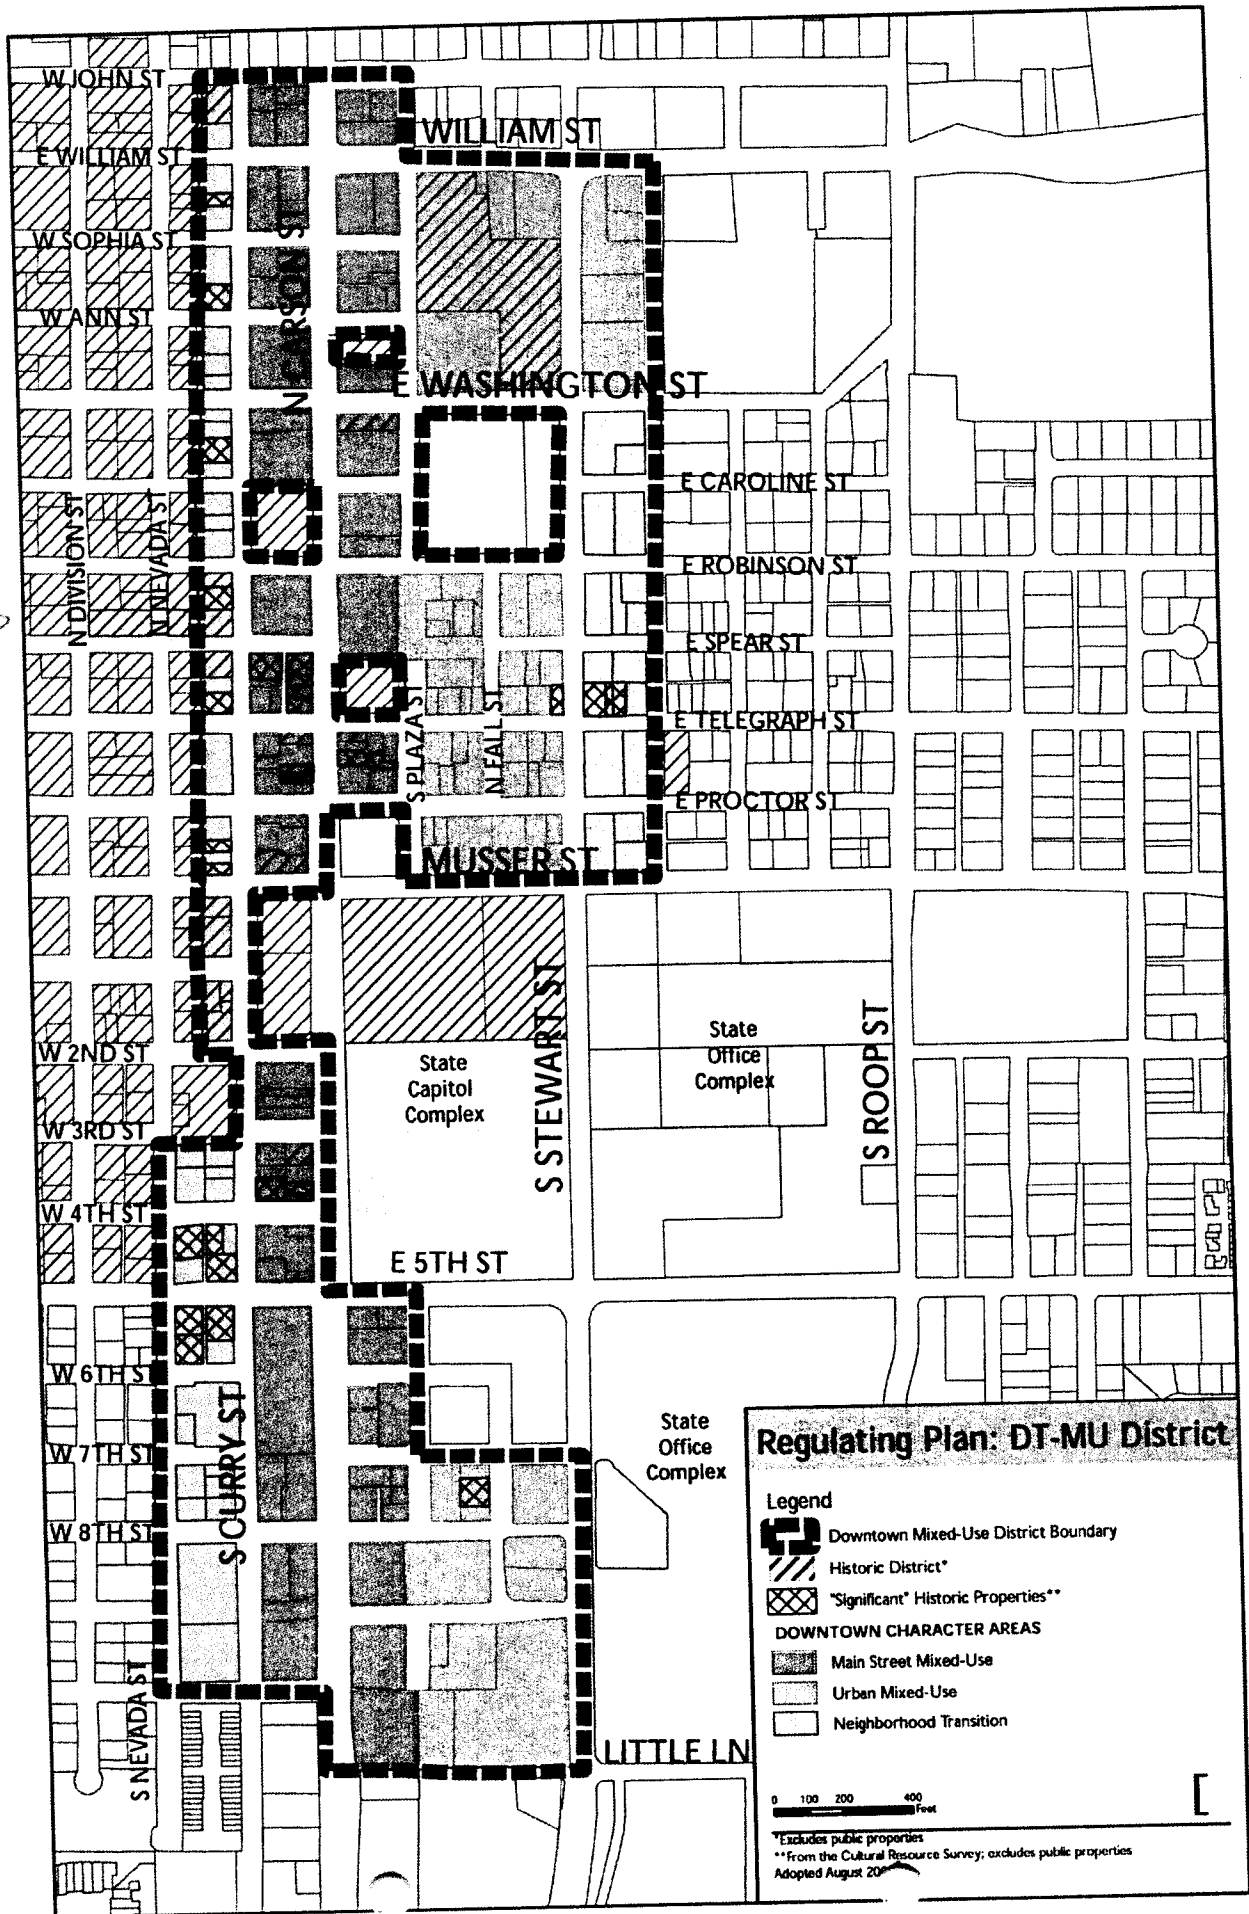 W JOHN ST
WILLIAM ST
E WILLIAM ST
W SOPHIA ST
N CARSON ST
W ANN ST
E WASHINGTON ST
E CAROLINE ST
N DIVISION ST
N NEVADA ST
E ROBINSON ST
E SPEAR ST
S PLAZA ST
N FALL ST
E TELEGRAPH ST
E PROCTOR ST
MUSSER ST
S STEWART ST
S ROOP ST
State
Office
Complex
W 2ND ST
State
Capitol
Complex
W 3RD ST
W 4TH ST
E 5TH ST
W 6TH ST
S CURRY ST
State
Office
Complex
W 7TH ST
W 8TH ST
S NEVADA ST
LITTLE LN
Regulating Plan: DT-MU District
Legend
Downtown Mixed-Use District Boundary
Historic District*
"Significant" Historic Properties**
DOWNTOWN CHARACTER AREAS
Main Street Mixed-Use
Urban Mixed-Use
Neighborhood Transition
0 100 200 400
Feet
*Excludes public properties
**From the Cultural Resource Survey; excludes public properties
Adopted August